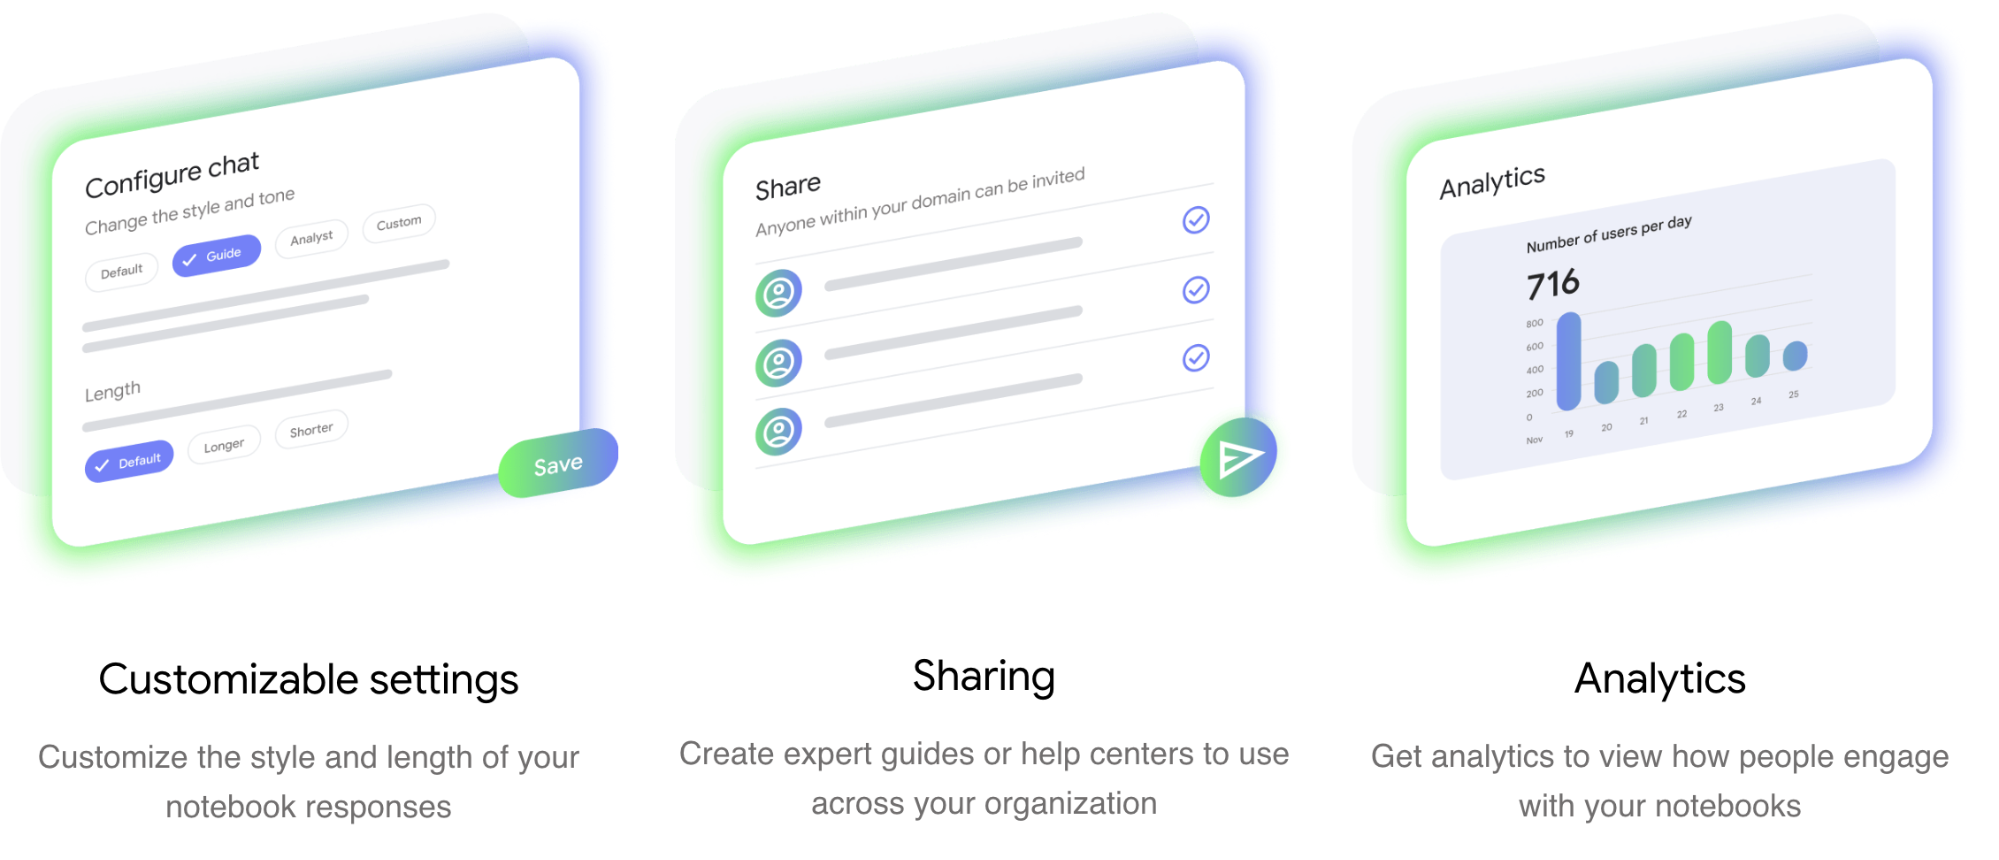 Configure chat
Change the style and tone
Default
Guide
Analyst
Custom
Length
Default
Longer
Shorter
Save
Customizable settings
Customize the style and length of your
notebook responses
Share
Anyone within your domain can be invited
Sharing
Create expert guides or help centers to use
across your organization
Analytics
Number of users per day
716
800
600
400
200
0
Nov 19 20 21 22 23 24 25
Analytics
Get analytics to view how people engage
with your notebooks